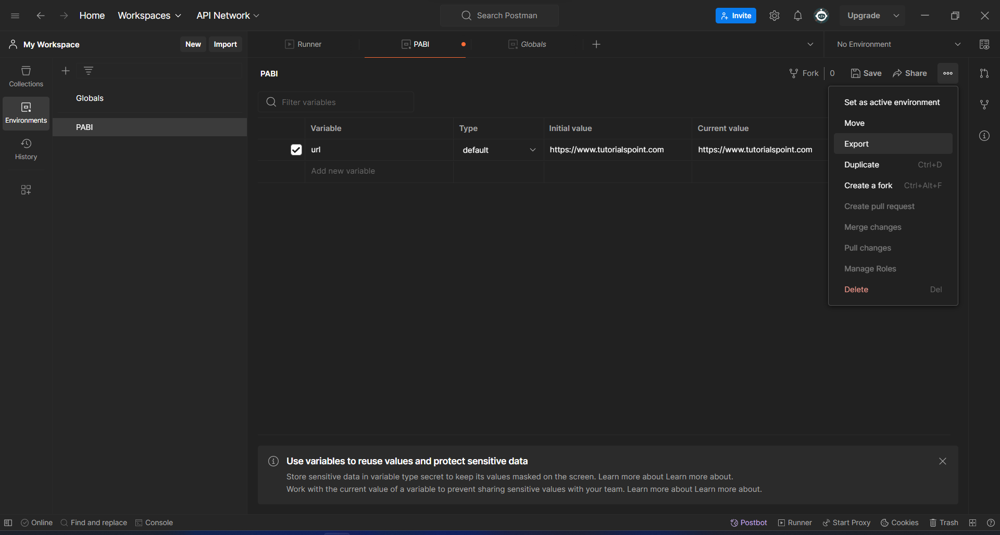 Home Workspaces API Network Search Postman Invite Upgrade
My Workspace New Import Runner PABI Globals No Environment
Collections
Environments
History
Globals
PABI
PABI Fork 0 Save Share
Filter variables
Variable Type Initial value Current value
url default https://www.tutorialspoint.com https://www.tutorialspoint.com
Add new variable
Set as active environment
Move
Export
Duplicate Ctrl+D
Create a fork Ctrl+Alt+F
Create pull request
Merge changes
Pull changes
Manage Roles
Delete Del
Use variables to reuse values and protect sensitive data
Store sensitive data in variable type secret to keep its values masked on the screen. Learn more about Learn more about.
Work with the current value of a variable to prevent sharing sensitive values with your team. Learn more about Learn more about.
Online Find and replace Console Postbot Runner Start Proxy Cookies Trash